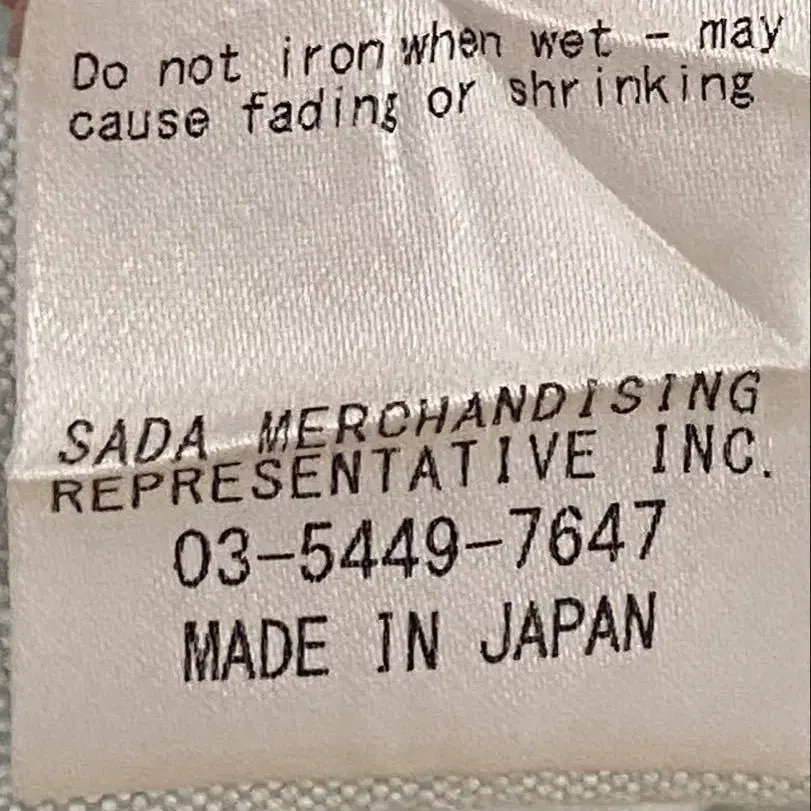 Do not iron when wet - may
cause fading or shrinking
SADA MERCHANDISING
REPRESENTATIVE INC.
03-5449-7647
MADE IN JAPAN